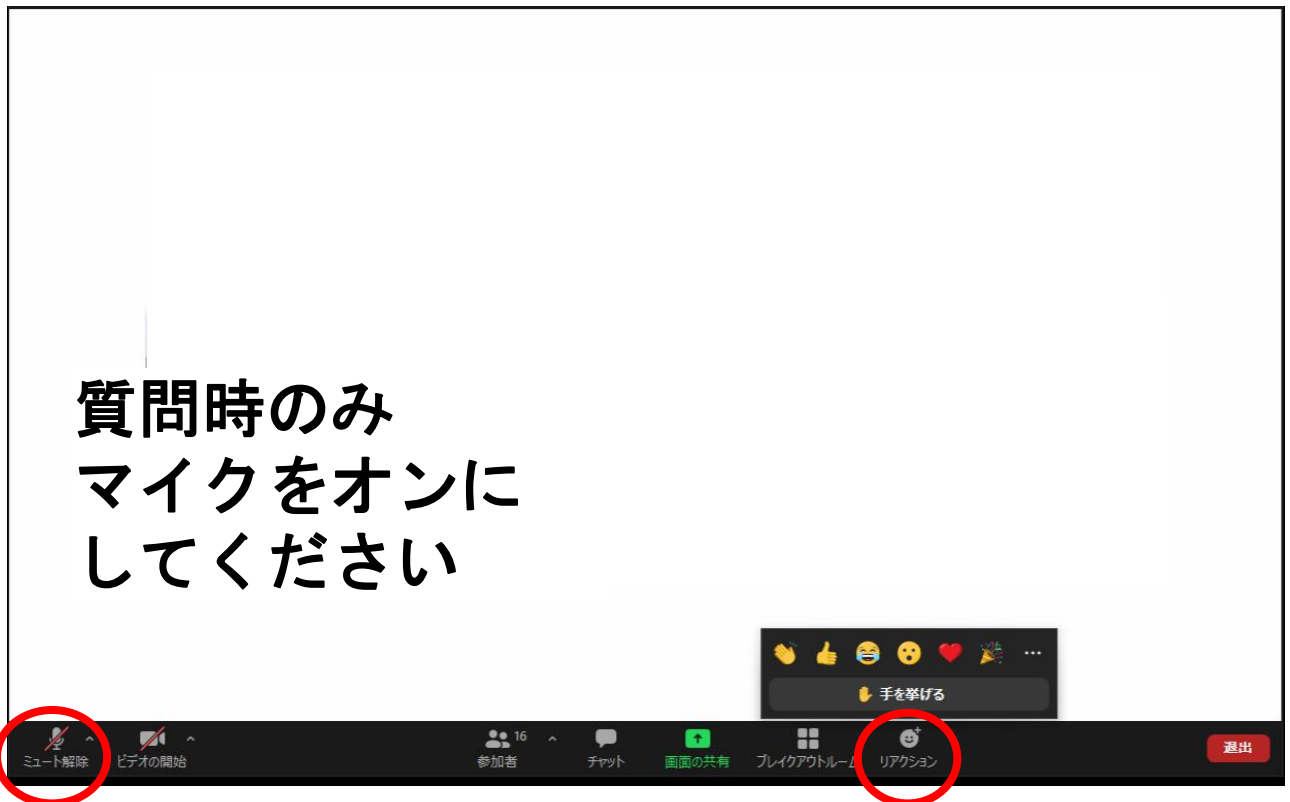 質問時のみ
マイクをオンに
してください
手を挙げる
16
ミュート解除 ビデオの開始 参加者 チャット 画面の共有 ブレイクアウトルーム リアクション 退出